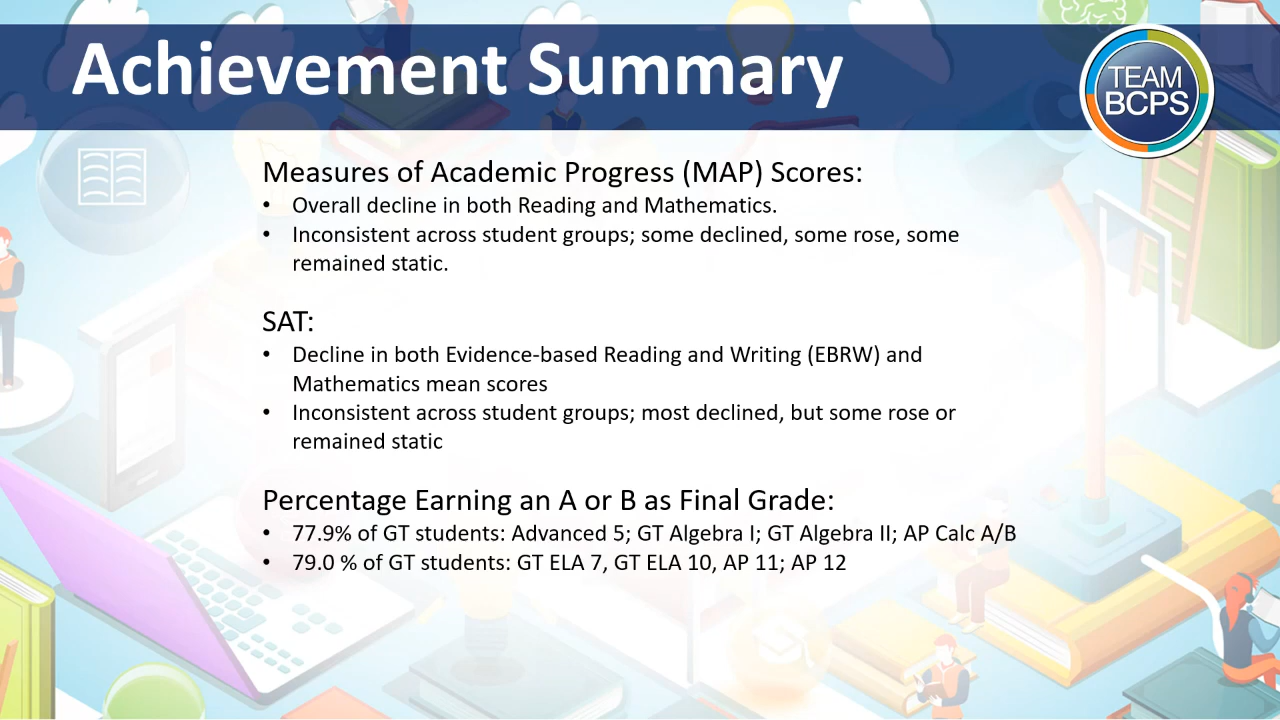 Achievement Summary
TEAM
BCPS
Measures of Academic Progress (MAP) Scores:
• Overall decline in both Reading and Mathematics.
• Inconsistent across student groups; some declined, some rose, some
remained static.
SAT:
• Decline in both Evidence-based Reading and Writing (EBRW) and
Mathematics mean scores
• Inconsistent across student groups; most declined, but some rose or
remained static
Percentage Earning an A or B as Final Grade:
• 77.9% of GT students: Advanced 5; GT Algebra I; GT Algebra II; AP Calc A/B
• 79.0 % of GT students: GT ELA 7, GT ELA 10, AP 11; AP 12